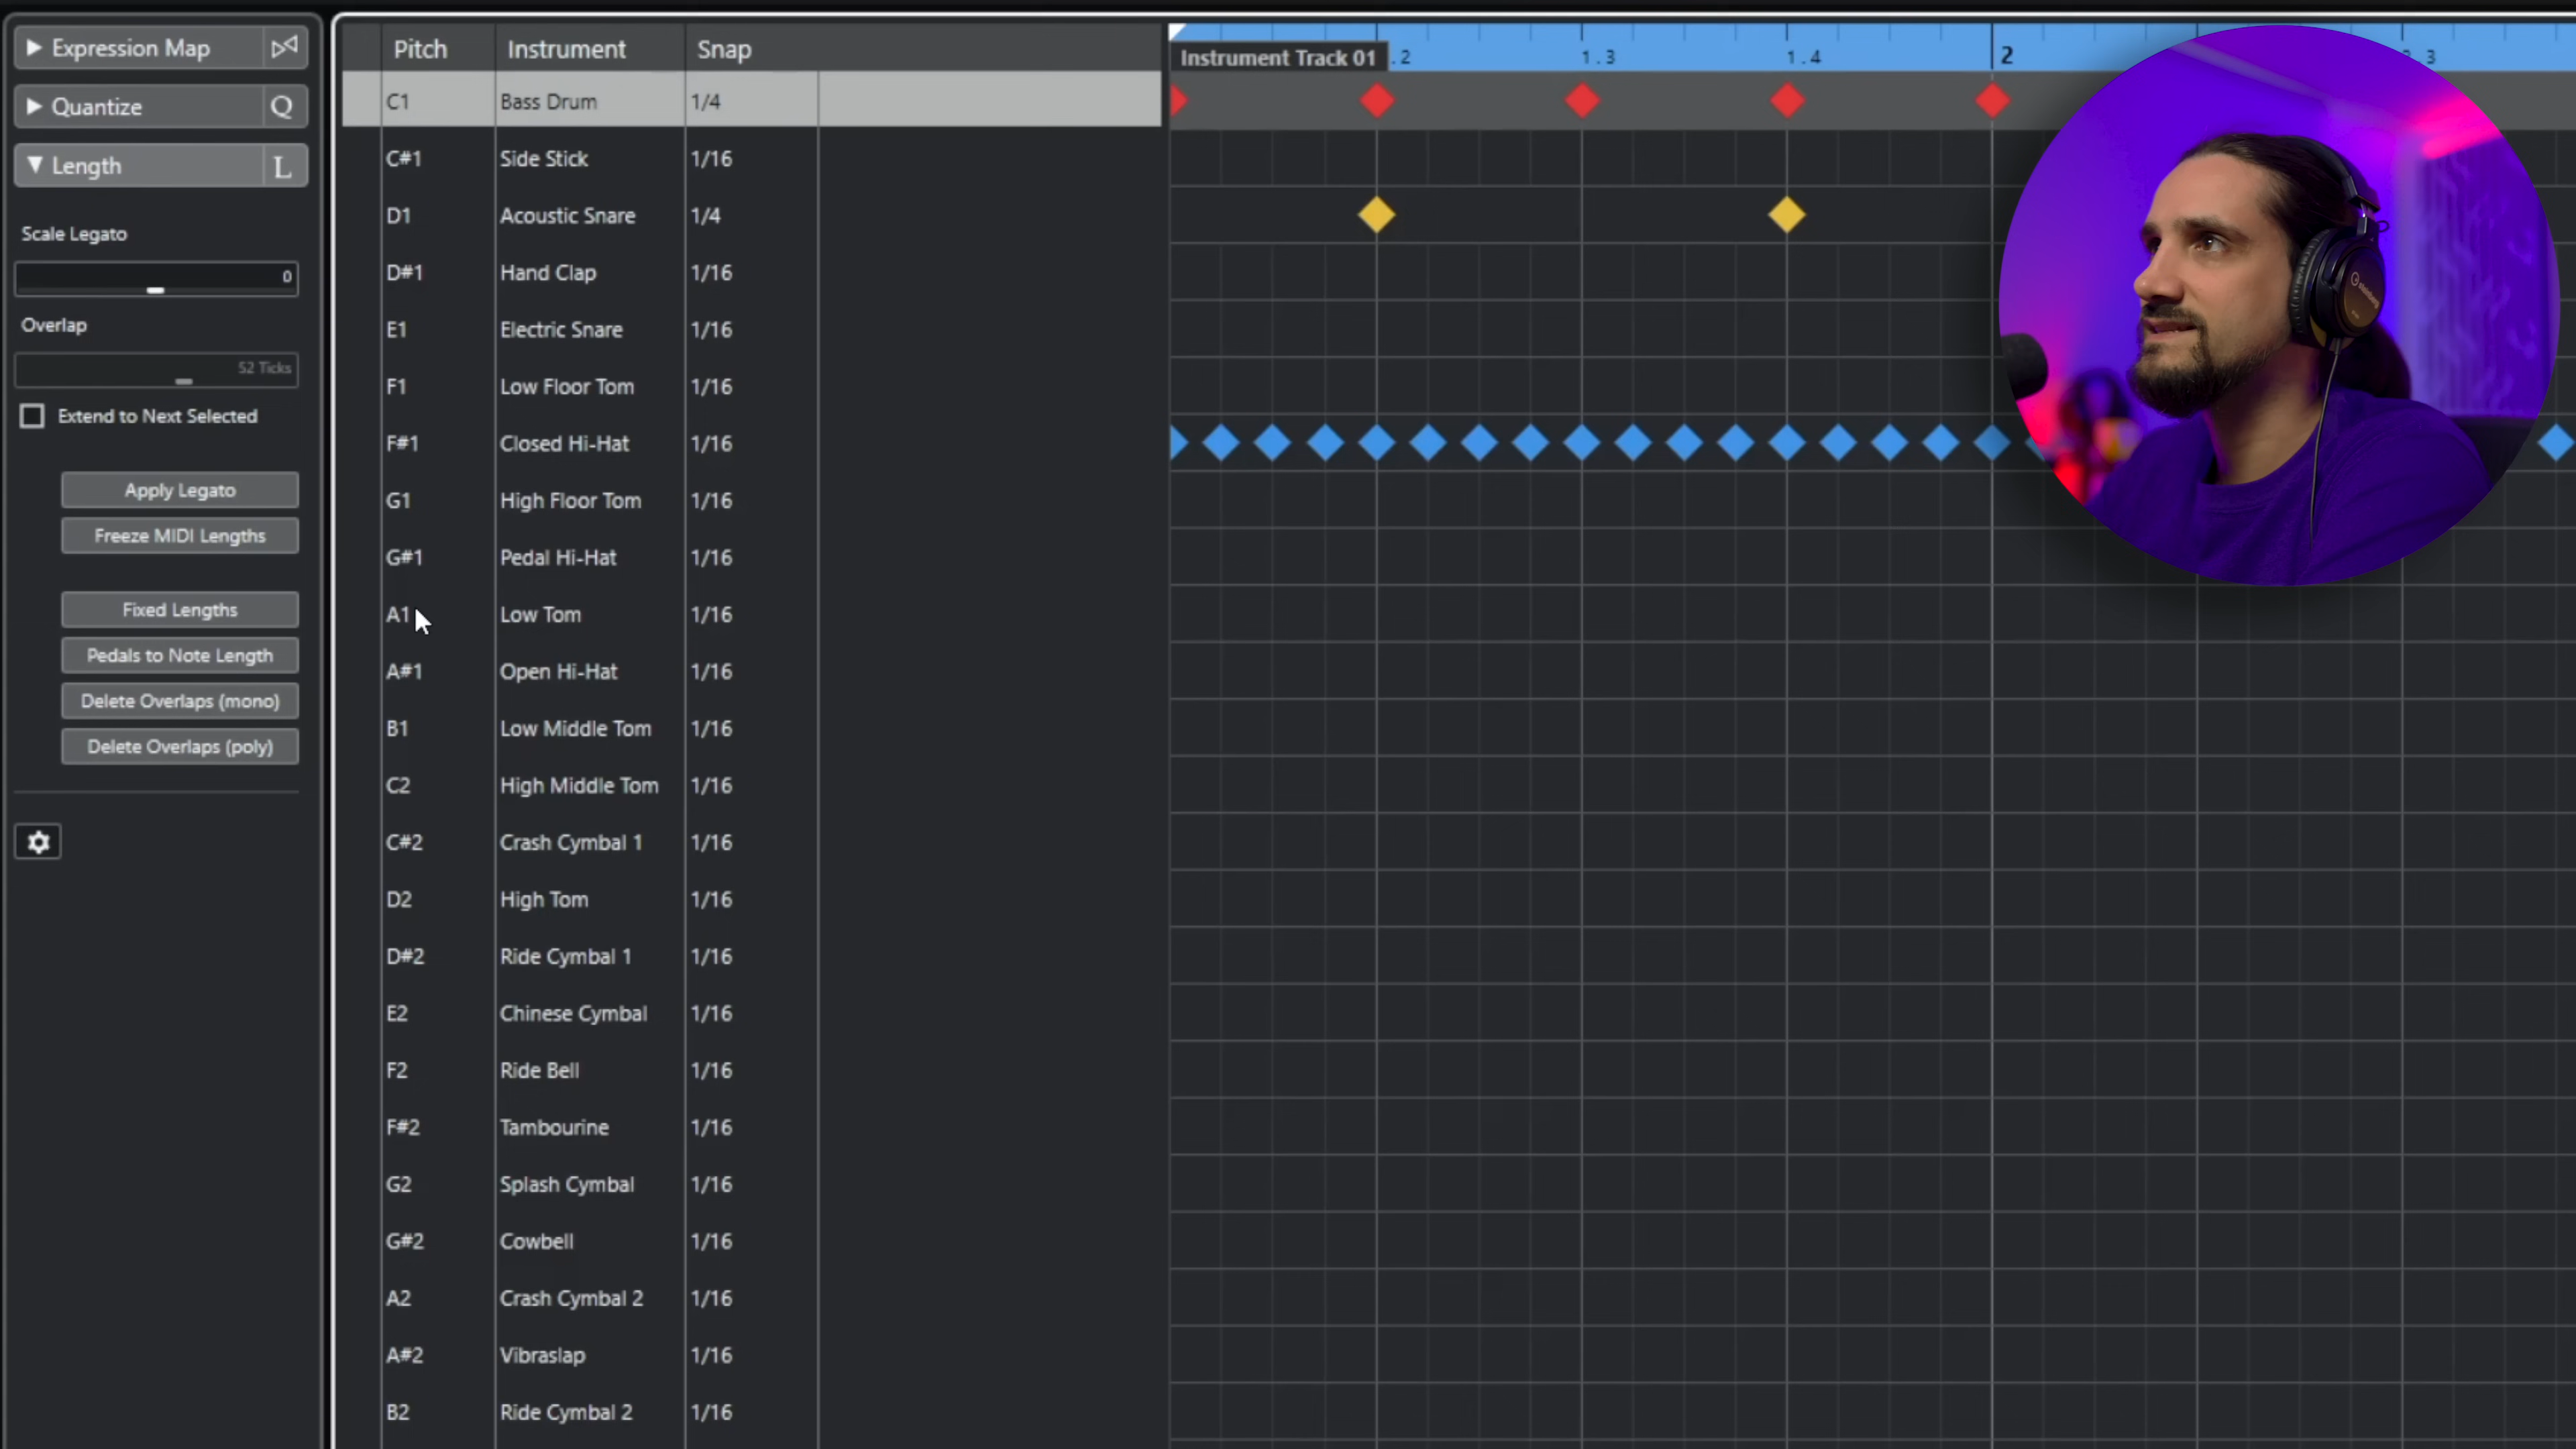 Expression Map
Quantize Q
Length L
Scale Legato
0
Overlap
52 Ticks
Extend to Next Selected
Apply Legato
Freeze MIDI Lengths
Fixed Lengths
Pedals to Note Length
Delete Overlaps (mono)
Delete Overlaps (poly)
Pitch Instrument Snap
C1 Bass Drum 1/4
C#1 Side Stick 1/16
D1 Acoustic Snare 1/4
D#1 Hand Clap 1/16
E1 Electric Snare 1/16
F1 Low Floor Tom 1/16
F#1 Closed Hi-Hat 1/16
G1 High Floor Tom 1/16
G#1 Pedal Hi-Hat 1/16
A1 Low Tom 1/16
A#1 Open Hi-Hat 1/16
B1 Low Middle Tom 1/16
C2 High Middle Tom 1/16
C#2 Crash Cymbal 1 1/16
D2 High Tom 1/16
D#2 Ride Cymbal 1 1/16
E2 Chinese Cymbal 1/16
F2 Ride Bell 1/16
F#2 Tambourine 1/16
G2 Splash Cymbal 1/16
G#2 Cowbell 1/16
A2 Crash Cymbal 2 1/16
A#2 Vibraslap 1/16
B2 Ride Cymbal 2 1/16
Instrument Track 01 .2 1.3 1.4 2 .3